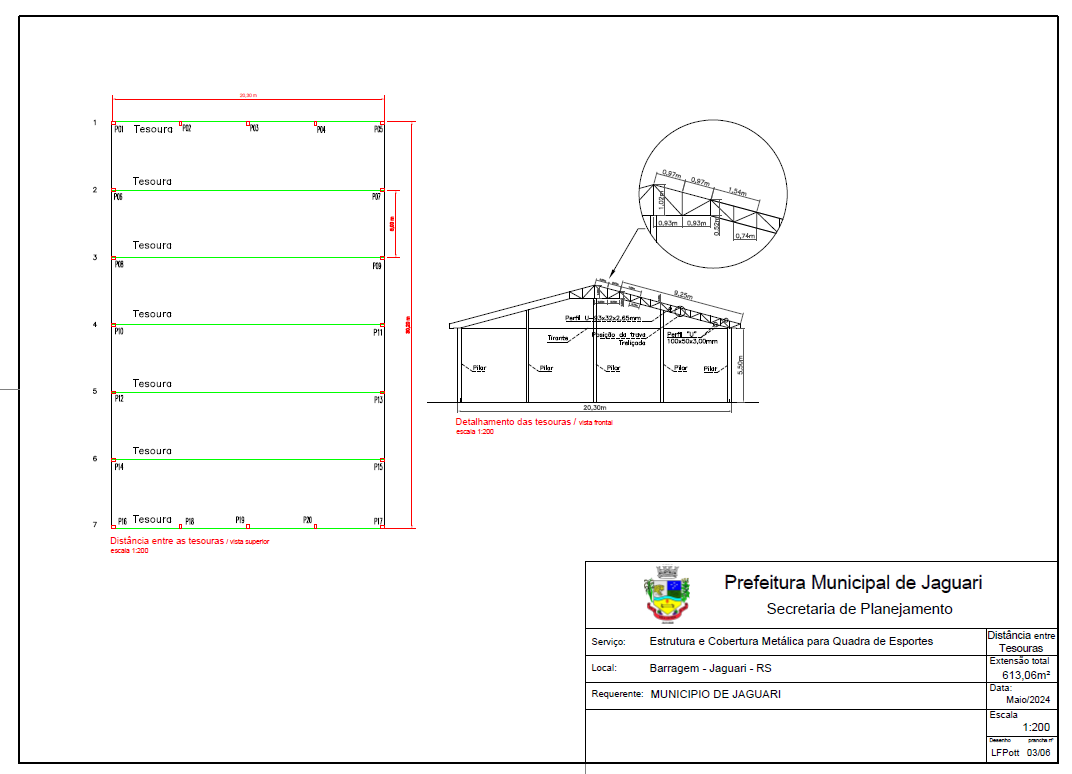 20,30 m
1
Tesoura
P01
P02
P03
P04
P05
Tesoura
2
P06
P07
Tesoura
3
P08
P09
Tesoura
4
P10
P11
Tesoura
5
P12
P13
Tesoura
6
P14
P15
7
P16
Tesoura
P18
P19
P20
P17
Distância entre as tesouras / vista superior
escala 1:200
0,97m
0,97m
1,54m
1,02m
0,93m
0,93m
0,52m
0,74m
9,25m
Tirante
Posição da trava
Treliçada
Perfil "U"
100x50x3,00mm
Pilar
Pilar
Pilar
Pilar
Pilar
5,50m
20,30m
Detalhamento das tesouras / vista frontal
escala 1:200
Prefeitura Municipal de Jaguari
Secretaria de Planejamento
Serviço:
Estrutura e Cobertura Metálica para Quadra de Esportes
Distância entre
Tesouras
Local:
Barragem - Jaguari - RS
Extensão total
613,06m²
Requerente:
MUNICIPIO DE JAGUARI
Data:
Maio/2024
Escala
1:200
Desenho
prancha nº
LFPott
03/06